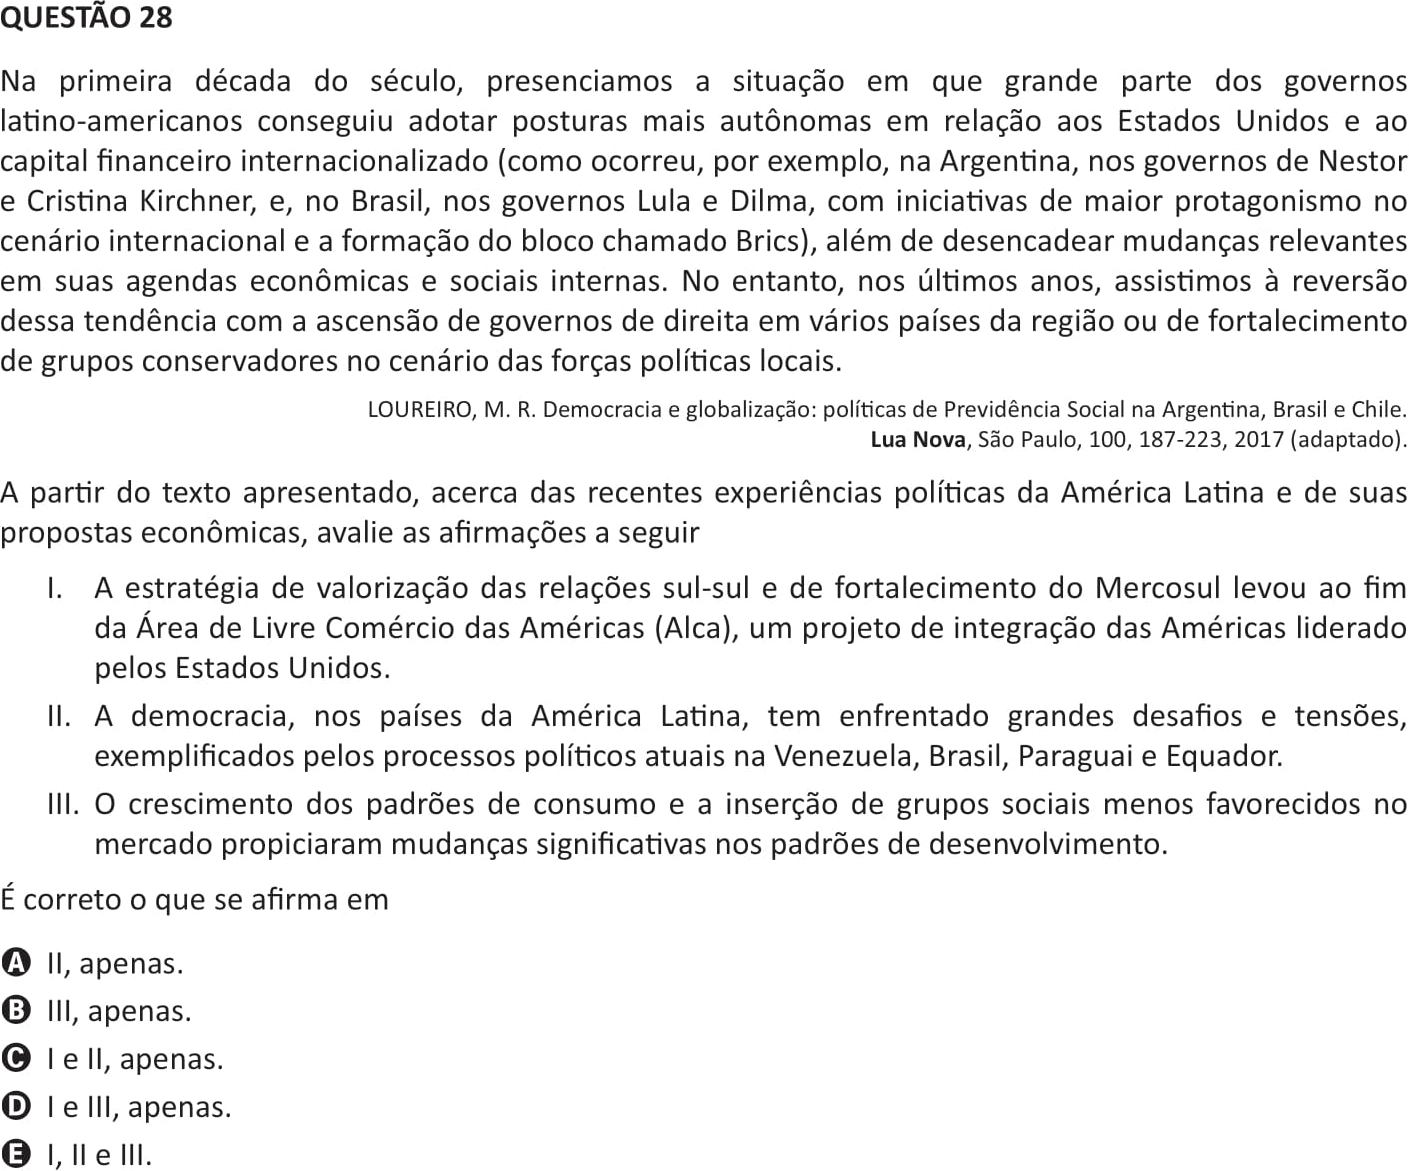 QUESTÃO 28
Na primeira década do século, presenciamos a situação em que grande parte dos governos
latino-americanos conseguiu adotar posturas mais autônomas em relação aos Estados Unidos e ao
capital financeiro internacionalizado (como ocorreu, por exemplo, na Argentina, nos governos de Nestor
e Cristina Kirchner, e, no Brasil, nos governos Lula e Dilma, com iniciativas de maior protagonismo no
cenário internacional e a formação do bloco chamado Brics), além de desencadear mudanças relevantes
em suas agendas econômicas e sociais internas. No entanto, nos últimos anos, assistimos à reversão
dessa tendência com a ascensão de governos de direita em vários países da região ou de fortalecimento
de grupos conservadores no cenário das forças políticas locais.
LOUREIRO, M. R. Democracia e globalização: políticas de Previdência Social na Argentina, Brasil e Chile.
Lua Nova, São Paulo, 100, 187-223, 2017 (adaptado).
A partir do texto apresentado, acerca das recentes experiências políticas da América Latina e de suas
propostas econômicas, avalie as afirmações a seguir
I. A estratégia de valorização das relações sul-sul e de fortalecimento do Mercosul levou ao fim
da Área de Livre Comércio das Américas (Alca), um projeto de integração das Américas liderado
pelos Estados Unidos.
II. A democracia, nos países da América Latina, tem enfrentado grandes desafios e tensões,
exemplificados pelos processos políticos atuais na Venezuela, Brasil, Paraguai e Equador.
III. O crescimento dos padrões de consumo e a inserção de grupos sociais menos favorecidos no
mercado propiciaram mudanças significativas nos padrões de desenvolvimento.
É correto o que se afirma em
A II, apenas.
B III, apenas.
C I e II, apenas.
D I e III, apenas.
E I, II e III.